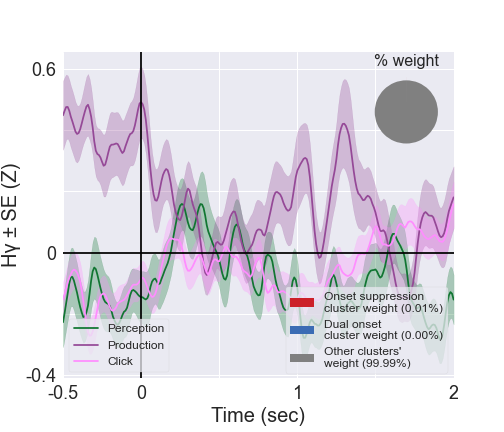 % weight
0.6
0
-0.4
Hγ ± SE (Z)
Perception
Production
Click
Onset suppression
cluster weight (0.01%)
Dual onset
cluster weight (0.00%)
Other clusters'
weight (99.99%)
-0.5
0
1
2
Time (sec)